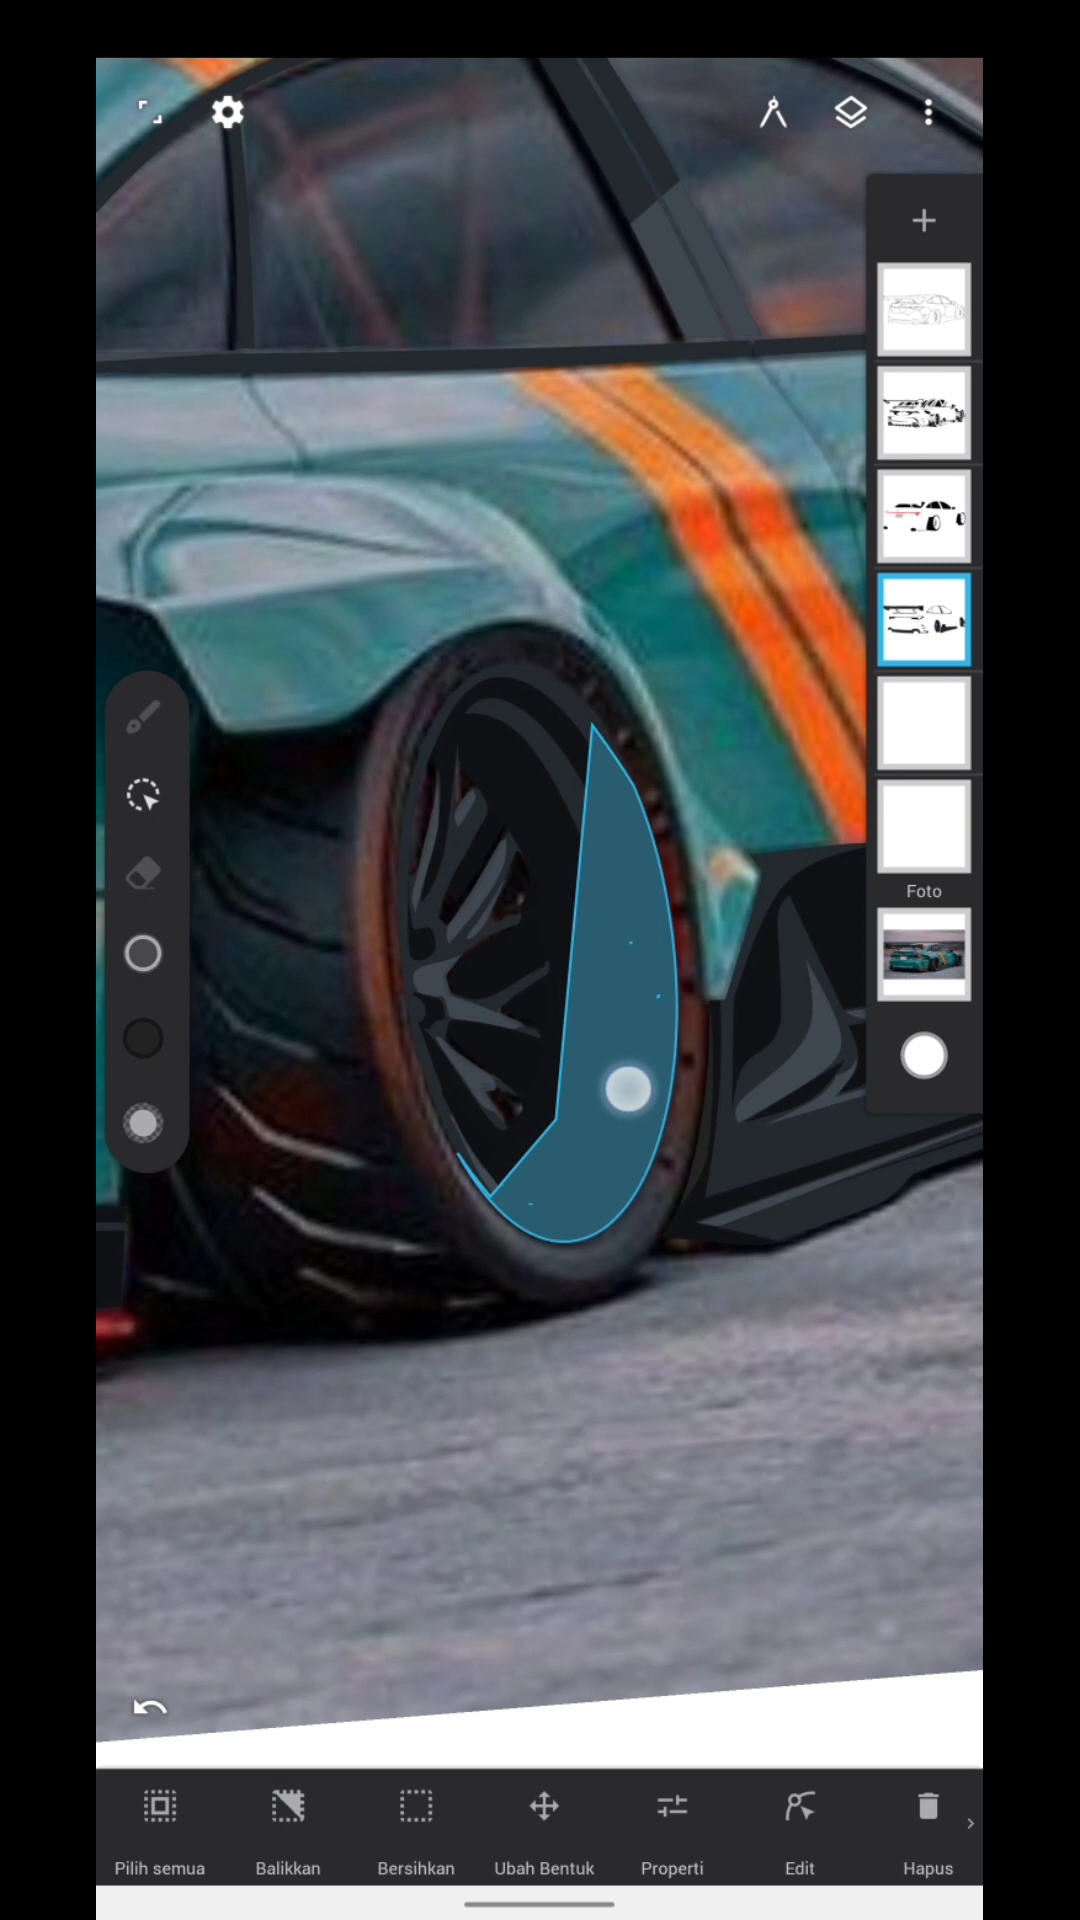 Foto
Pilih semua
Balikkan
Bersihkan
Ubah Bentuk
Properti
Edit
Hapus